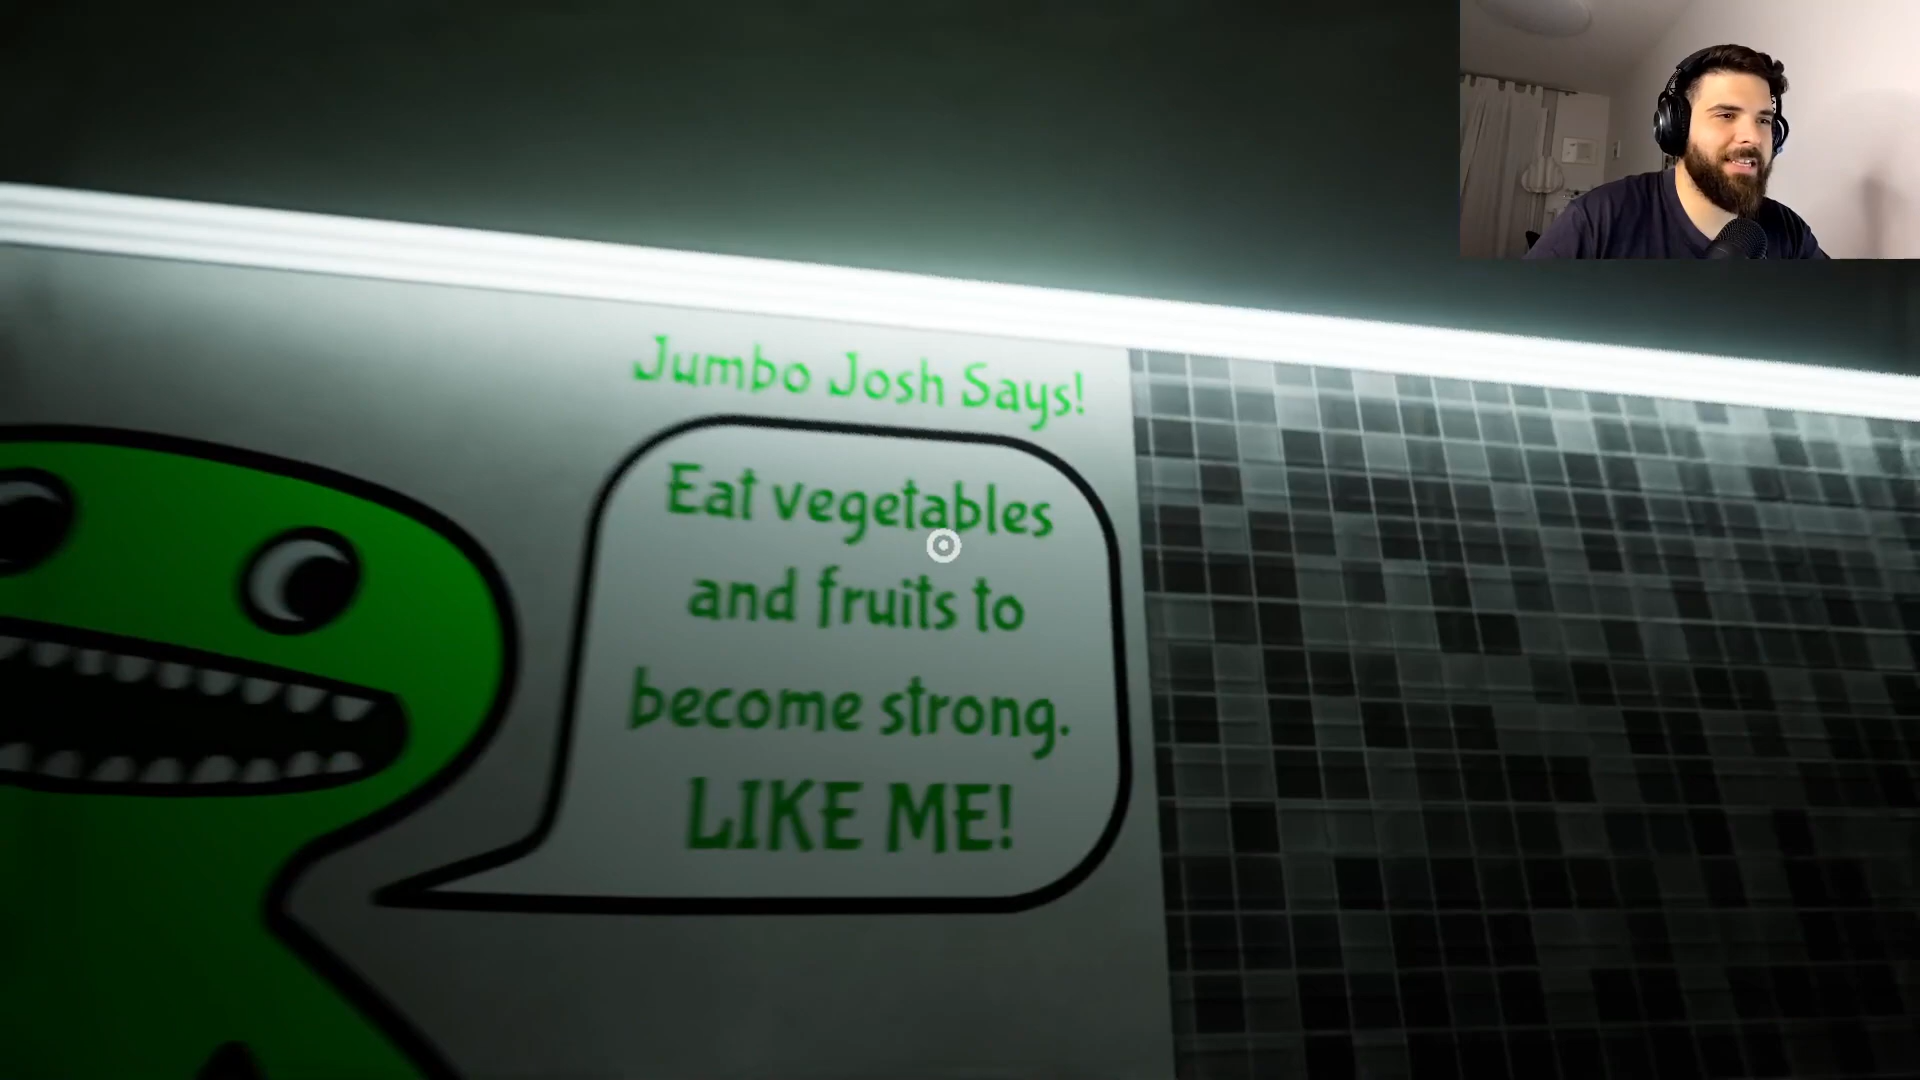 Jumbo Josh Says!
Eat vegetables
and fruits to
become strong.
LIKE ME!